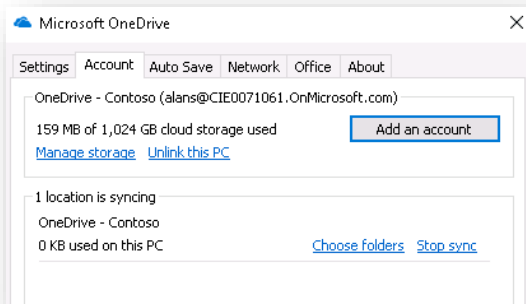 Microsoft OneDrive
Settings Account Auto Save Network Office About
OneDrive - Contoso (alans@CIE0071061.OnMicrosoft.com)
159 MB of 1,024 GB cloud storage used Add an account
Manage storage Unlink this PC
1 location is syncing
OneDrive - Contoso
0 KB used on this PC Choose folders Stop sync